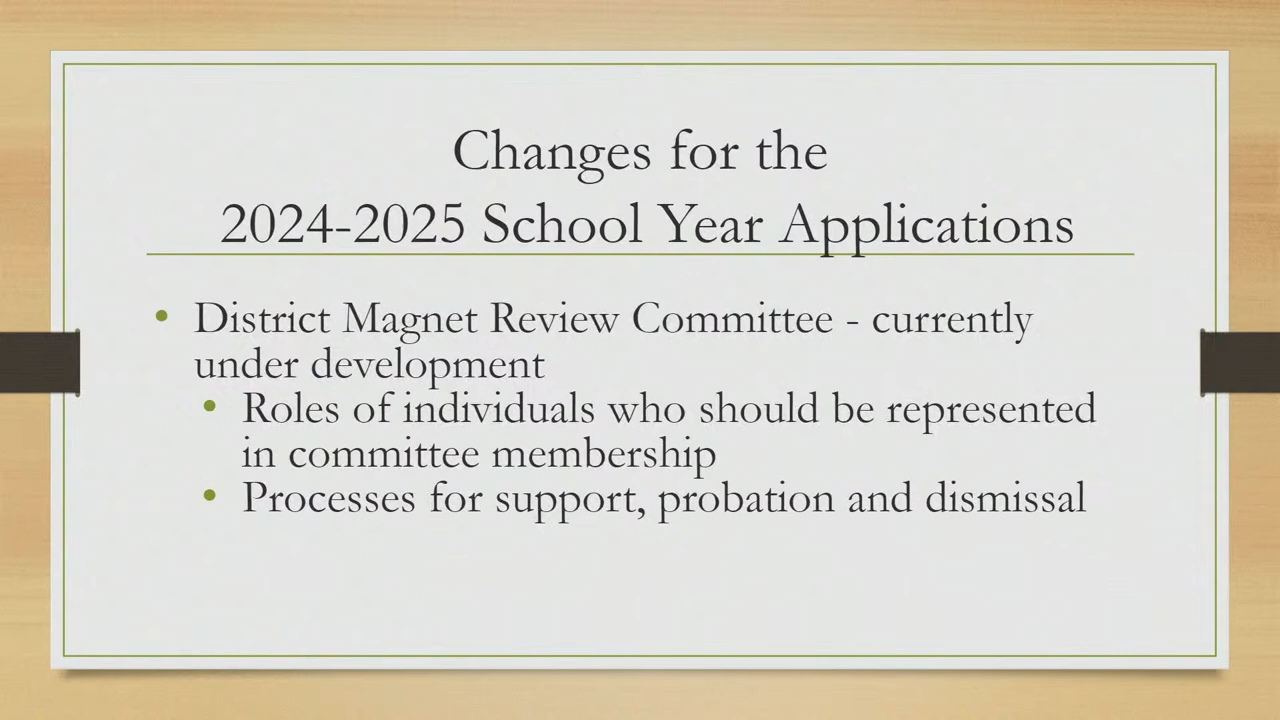 Changes for the
2024-2025 School Year Applications
• District Magnet Review Committee - currently
under development
• Roles of individuals who should be represented
in committee membership
• Processes for support, probation and dismissal